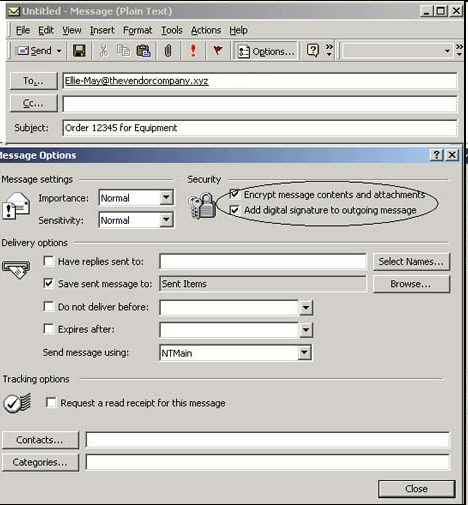 Untitled - Message (Plain Text)
File Edit View Insert Format Tools Actions
Send Options...
To... Ellie-May@thevendorcompany.xyz
Cc...
Subject: Order 12345 for Equipment
essage Options
Message settings Security
Importance: Normal Encrypt message contents and attachments
Sensitivity: Normal Add digital signature to outgoing message
Delivery options
Have replies sent to: Select Names...
Save sent message to: Sent Items Browse...
Do not deliver before:
Expires after:
Send message using: NTMain
Tracking options
Request a read receipt for this message
Contacts...
Categories...
Close